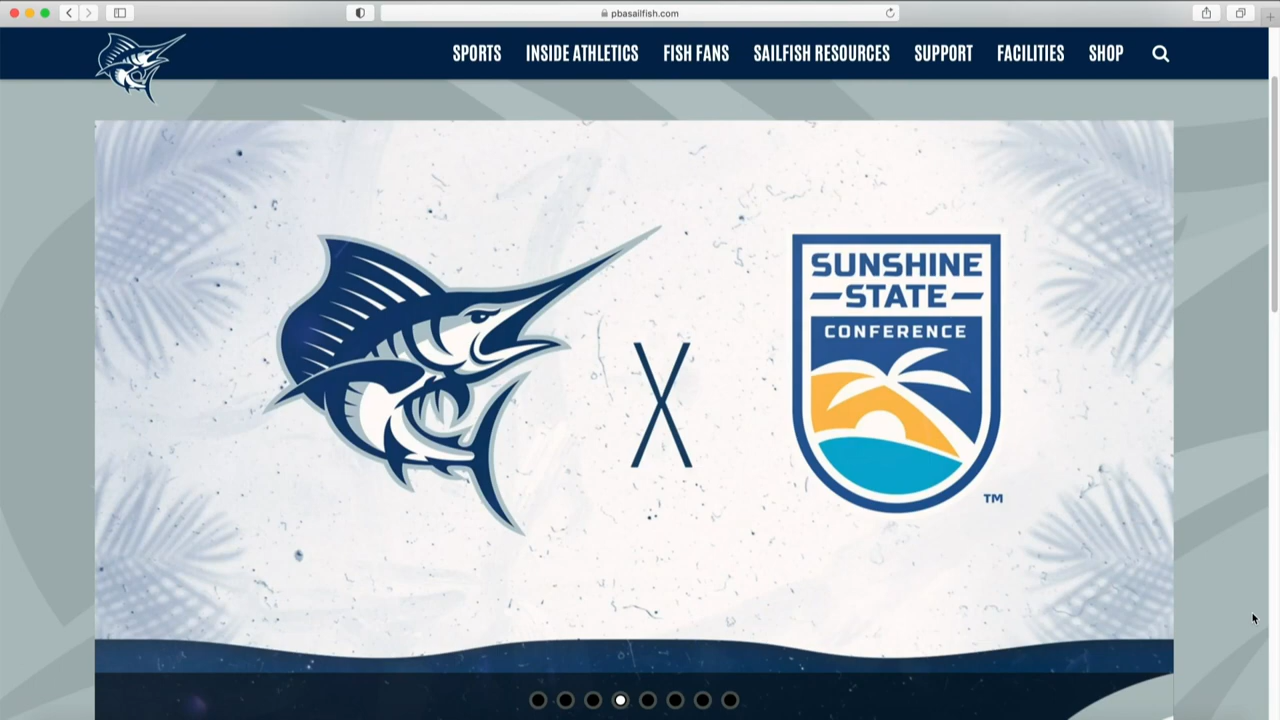 pbasailfish.com
SPORTS INSIDE ATHLETICS FISH FANS SAILFISH RESOURCES SUPPORT FACILITIES SHOP
X
SUNSHINE
STATE
CONFERENCE
TM